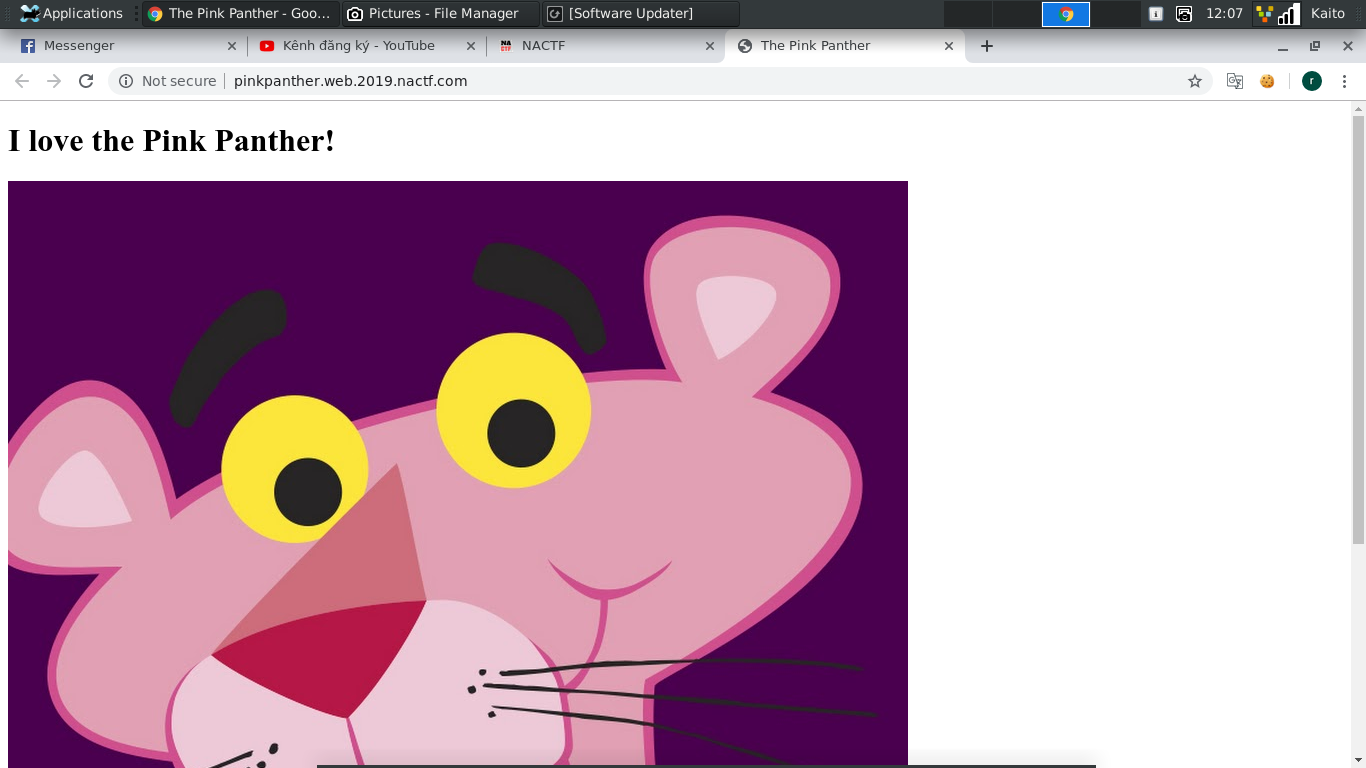 Applications
The Pink Panther - Goo...
Pictures - File Manager
[Software Updater]
12:07
Kaito
Messenger
Kênh đăng ký - YouTube
NACTF
The Pink Panther
Not secure
pinkpanther.web.2019.nactf.com
r
I love the Pink Panther!